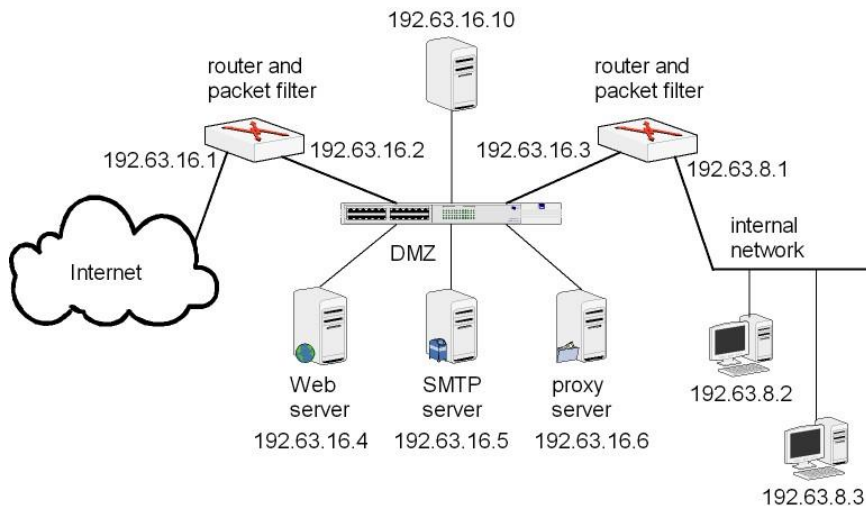 192.63.16.10
router and
packet filter
router and
packet filter
192.63.16.1
192.63.16.2
192.63.16.3
192.63.8.1
Internet
DMZ
internal
network
Web
server
192.63.16.4
SMTP
server
192.63.16.5
proxy
server
192.63.16.6
192.63.8.2
192.63.8.3